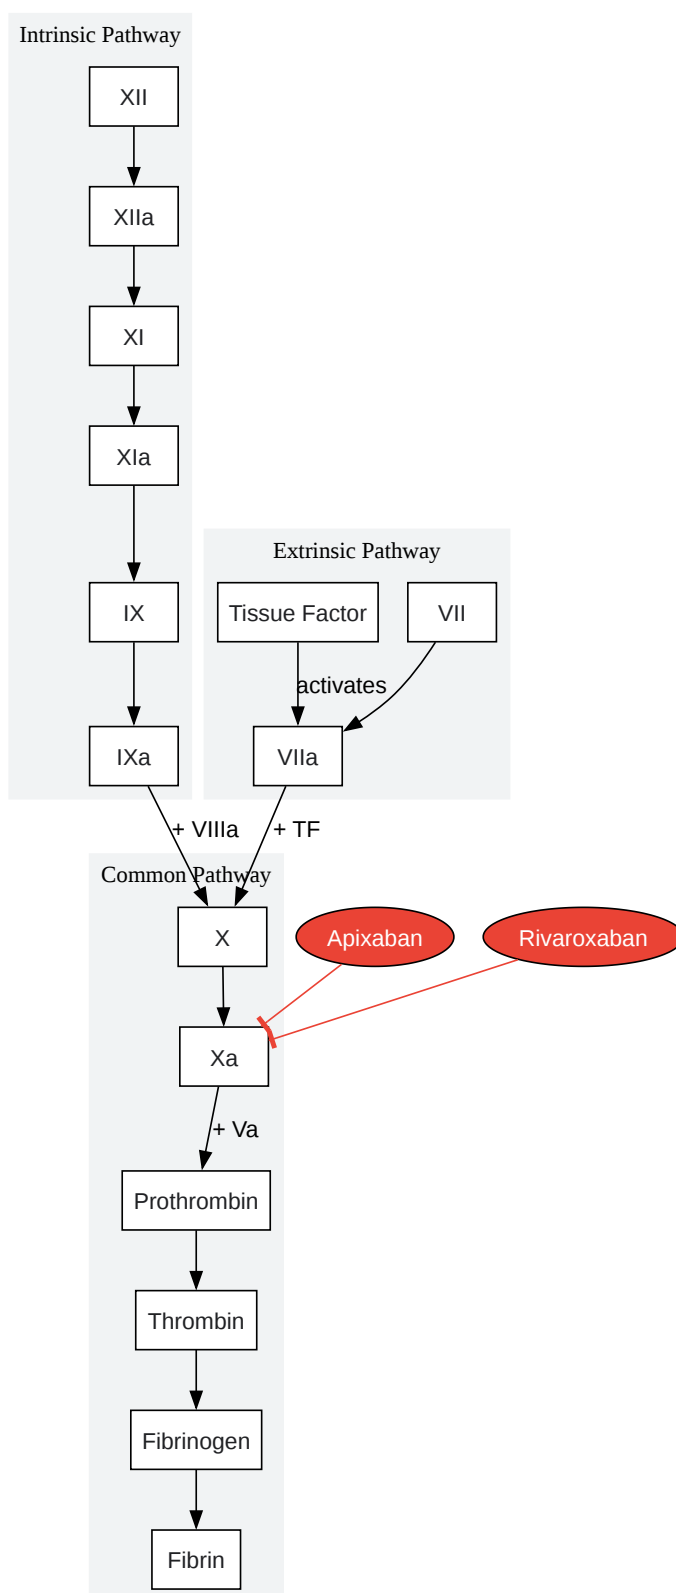 Intrinsic Pathway
XII
XIIa
XI
XIa
Extrinsic Pathway
IX
Tissue Factor
VII
activates
IXa
VIIa
+ VIIIa
+ TF
Common Pathway
X
Apixaban
Rivaroxaban
Xa
+ Va
Prothrombin
Thrombin
Fibrinogen
Fibrin